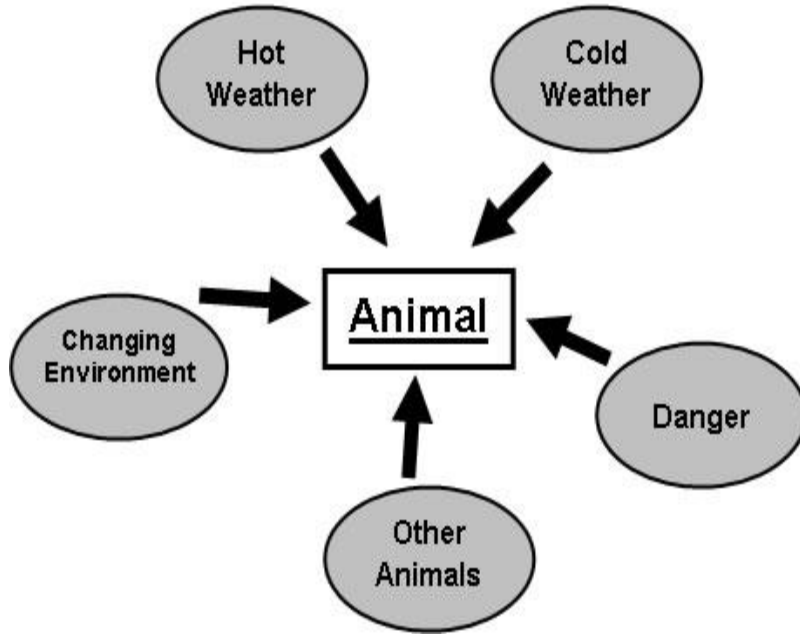 Hot
Weather
Cold
Weather
Animal
Changing
Environment
Danger
Other
Animals